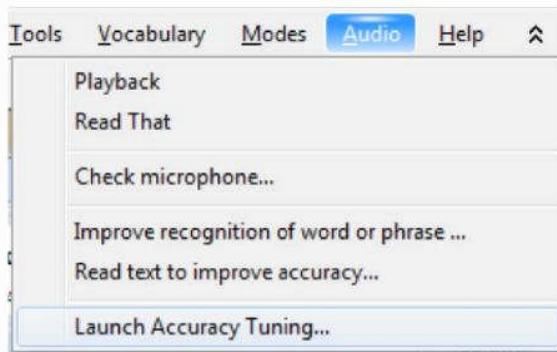 Tools Vocabulary Modes Audio Help
Playback
Read That
Check microphone...
Improve recognition of word or phrase ...
Read text to improve accuracy...
Launch Accuracy Tuning...